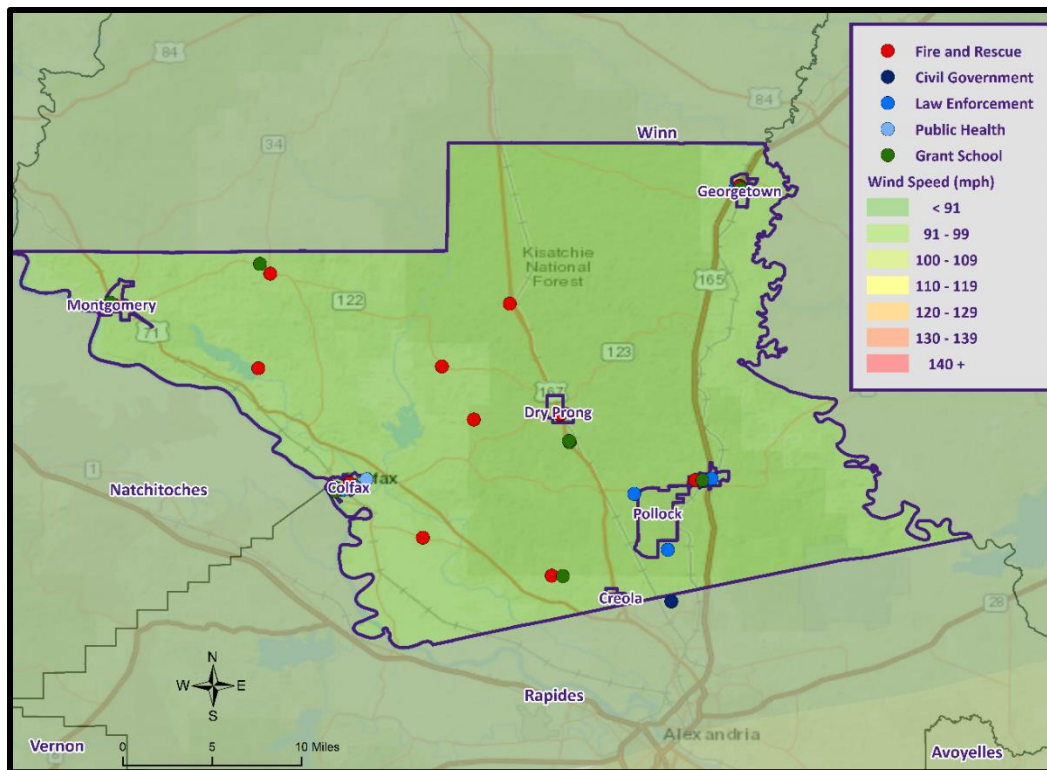 84
34
Winn
84
Georgetown
Kisatchie
National
Forest
165
Montgomery
71
122
123
167
Dry Prong
1
Natchitoches
Colfax
Pollock
Creola
28
Rapides
Alexandria
Vernon
Avoyelles
N
W E
S
0 5 10 Miles
Fire and Rescue
Civil Government
Law Enforcement
Public Health
Grant School
Wind Speed (mph)
< 91
91 - 99
100 - 109
110 - 119
120 - 129
130 - 139
140 +